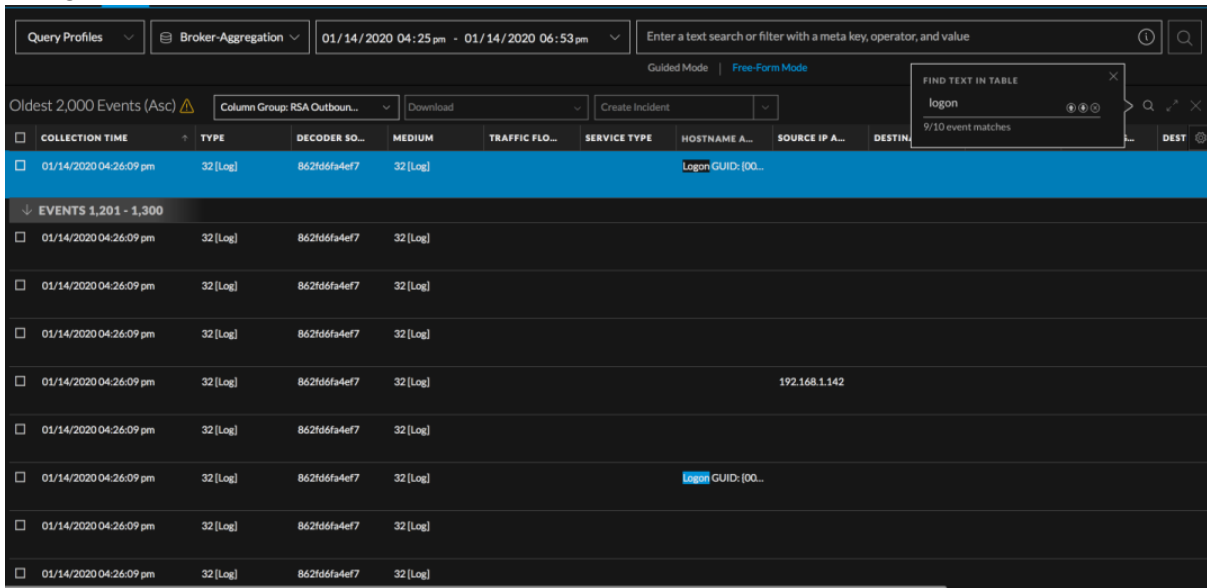 Query Profiles Broker-Aggregation 01/14/2020 04:25 pm - 01/14/2020 06:53 pm Enter a text search or filter with a meta key, operator, and value
Guided Mode | Free-Form Mode
FIND TEXT IN TABLE
logon
9/10 event matches
Oldest 2,000 Events (Asc) Column Group: RSA Outboun... Download Create Incident
COLLECTION TIME TYPE DECODER SO... MEDIUM TRAFFIC FLO... SERVICE TYPE HOSTNAME A... SOURCE IP A... DESTINA DEST
01/14/2020 04:26:09 pm 32 [Log] 862fd6fa4ef7 32 [Log] Logon GUID: {00...
EVENTS 1,201 - 1,300
01/14/2020 04:26:09 pm 32 [Log] 862fd6fa4ef7 32 [Log]
01/14/2020 04:26:09 pm 32 [Log] 862fd6fa4ef7 32 [Log]
01/14/2020 04:26:09 pm 32 [Log] 862fd6fa4ef7 32 [Log]
01/14/2020 04:26:09 pm 32 [Log] 862fd6fa4ef7 32 [Log] 192.168.1.142
01/14/2020 04:26:09 pm 32 [Log] 862fd6fa4ef7 32 [Log]
01/14/2020 04:26:09 pm 32 [Log] 862fd6fa4ef7 32 [Log] Logon GUID: {00...
01/14/2020 04:26:09 pm 32 [Log] 862fd6fa4ef7 32 [Log]
01/14/2020 04:26:09 pm 32 [Log] 862fd6fa4ef7 32 [Log]